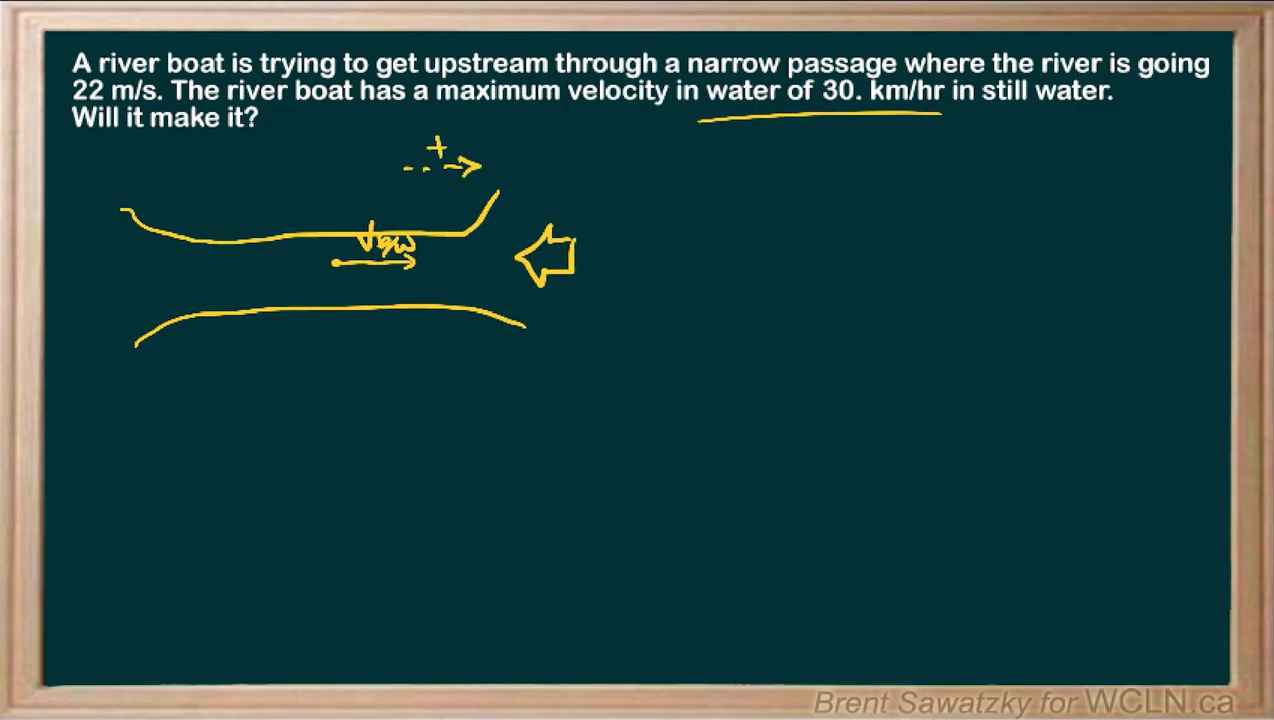 A river boat is trying to get upstream through a narrow passage where the river is going
22 m/s. The river boat has a maximum velocity in water of 30. km/hr in still water.
Will it make it?
+
VB/W
Brent Sawatzky for WCLN.ca